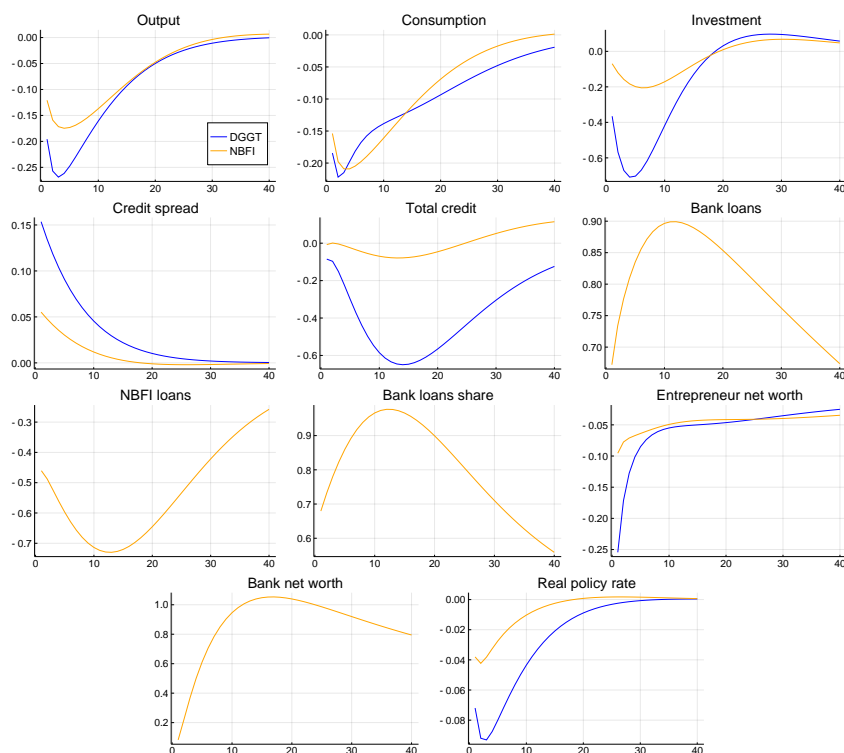 Output
Consumption
Investment
0.00
-0.05
-0.10
-0.15
-0.20
-0.25
DGGT
NBFI
0 10 20 30 40
0.00
-0.05
-0.10
-0.15
-0.20
0 10 20 30 40
0.0
-0.2
-0.4
-0.6
0 10 20 30 40
Credit spread
Total credit
Bank loans
0.15
0.10
0.05
0.00
0 10 20 30 40
0.0
-0.2
-0.4
-0.6
0 10 20 30 40
0.90
0.85
0.80
0.75
0.70
0 10 20 30 40
NBFI loans
Bank loans share
Entrepreneur net worth
-0.3
-0.4
-0.5
-0.6
-0.7
0 10 20 30 40
0.9
0.8
0.7
0.6
0 10 20 30 40
-0.05
-0.10
-0.15
-0.20
-0.25
0 10 20 30 40
Bank net worth
Real policy rate
1.0
0.8
0.6
0.4
0.2
0 10 20 30 40
0.00
-0.02
-0.04
-0.06
-0.08
0 10 20 30 40